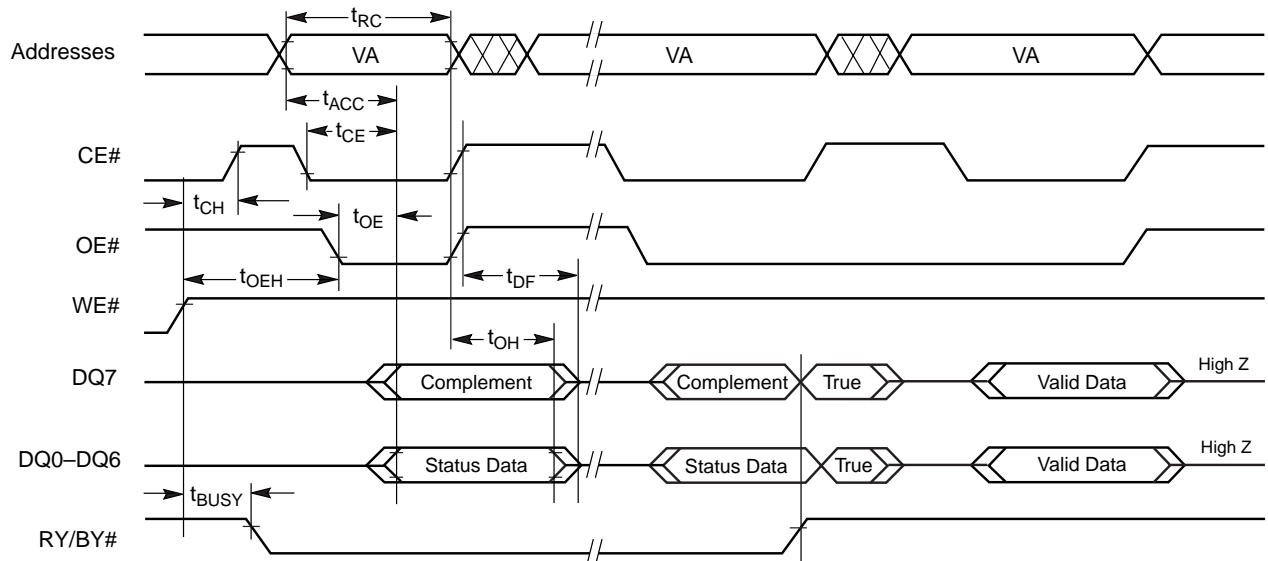 tRC
Addresses VA VA VA
tACC
tCE
CE#
tCH tOE
OE#
tOEH tDF
WE#
tOH
DQ7 Complement Complement True Valid Data High Z
DQ0–DQ6 Status Data Status Data True Valid Data High Z
tBUSY
RY/BY#